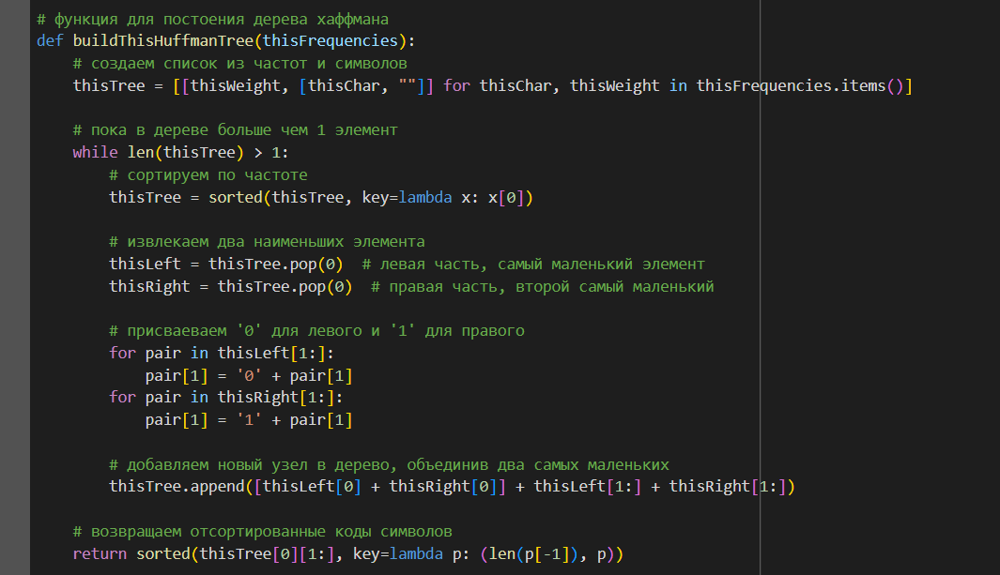 # функция для постоения дерева хаффмана
def buildThisHuffmanTree(thisFrequencies):
    # создаем список из частот и символов
    thisTree = [[thisWeight, [thisChar, ""]] for thisChar, thisWeight in thisFrequencies.items()]

    # пока в дереве больше чем 1 элемент
    while len(thisTree) > 1:
        # сортируем по частоте
        thisTree = sorted(thisTree, key=lambda x: x[0])

        # извлекаем два наименьших элемента
        thisLeft = thisTree.pop(0)  # левая часть, самый маленький элемент
        thisRight = thisTree.pop(0)  # правая часть, второй самый маленький

        # присваеваем '0' для левого и '1' для правого
        for pair in thisLeft[1:]:
            pair[1] = '0' + pair[1]
        for pair in thisRight[1:]:
            pair[1] = '1' + pair[1]

        # добавляем новый узел в дерево, объединив два самых маленьких
        thisTree.append([thisLeft[0] + thisRight[0]] + thisLeft[1:] + thisRight[1:])

    # возвращаем отсортированные коды символов
    return sorted(thisTree[0][1:], key=lambda p: (len(p[-1]), p))